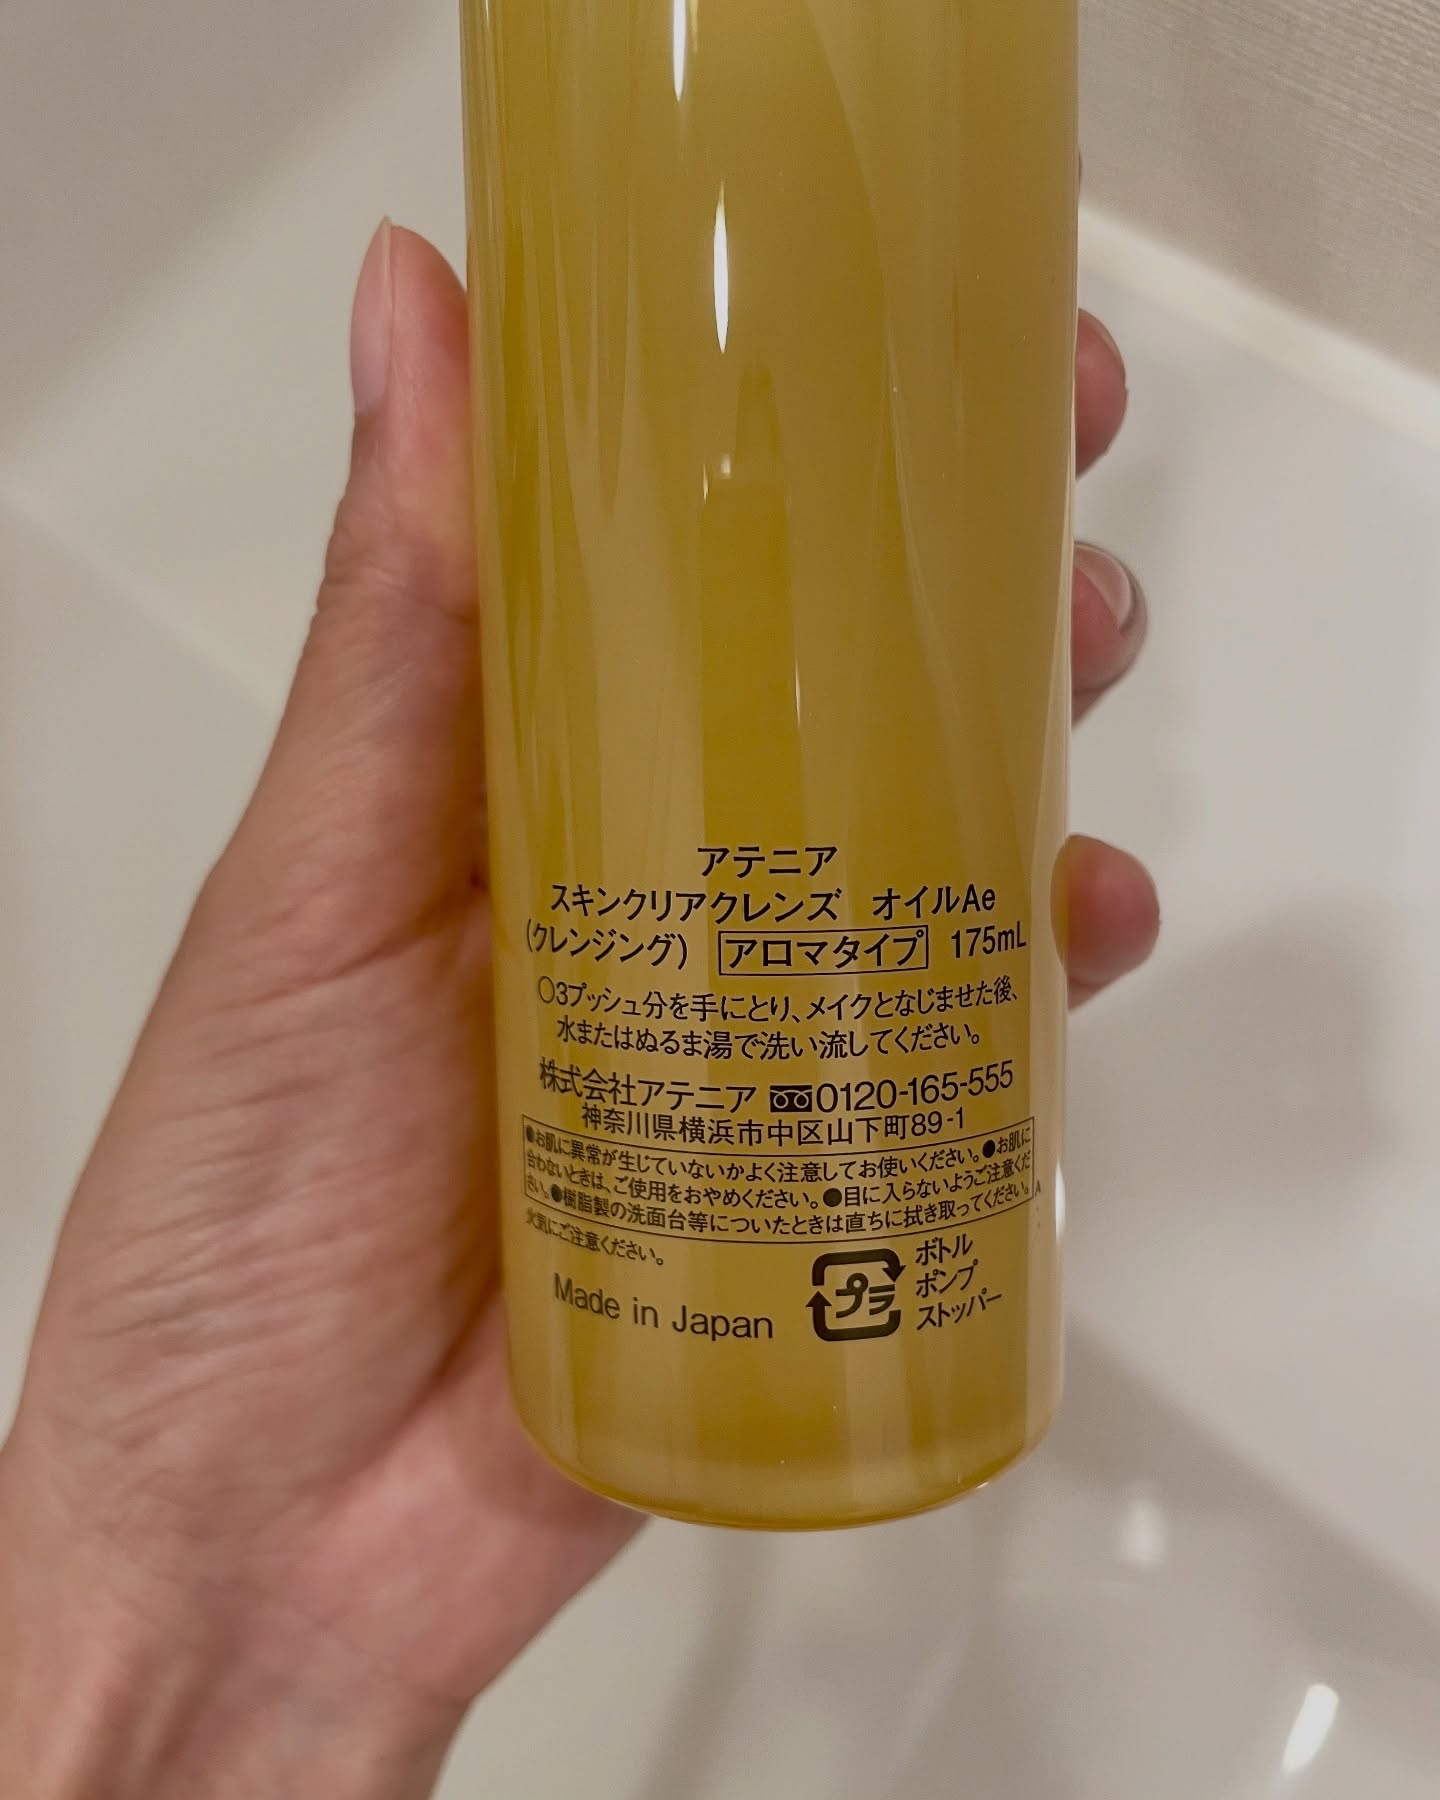 アテニア
スキンクリアクレンズ　オイルAe
(クレンジング)　アロマタイプ　175mL
○3プッシュ分を手にとり、メイクとなじませた後、
水またはぬるま湯で洗い流してください。
株式会社アテニア 0120-165-555
神奈川県横浜市中区山下町89-1
●お肌に異常が生じていないかよく注意してお使いください。●お肌に
合わないときは、ご使用をおやめください。●目に入らないようご注意くだ
さい。●樹脂製の洗面台等についたときは直ちに拭き取ってください。
火気にご注意ください。
Made in Japan
プラ
ボトル
ポンプ
ストッパー